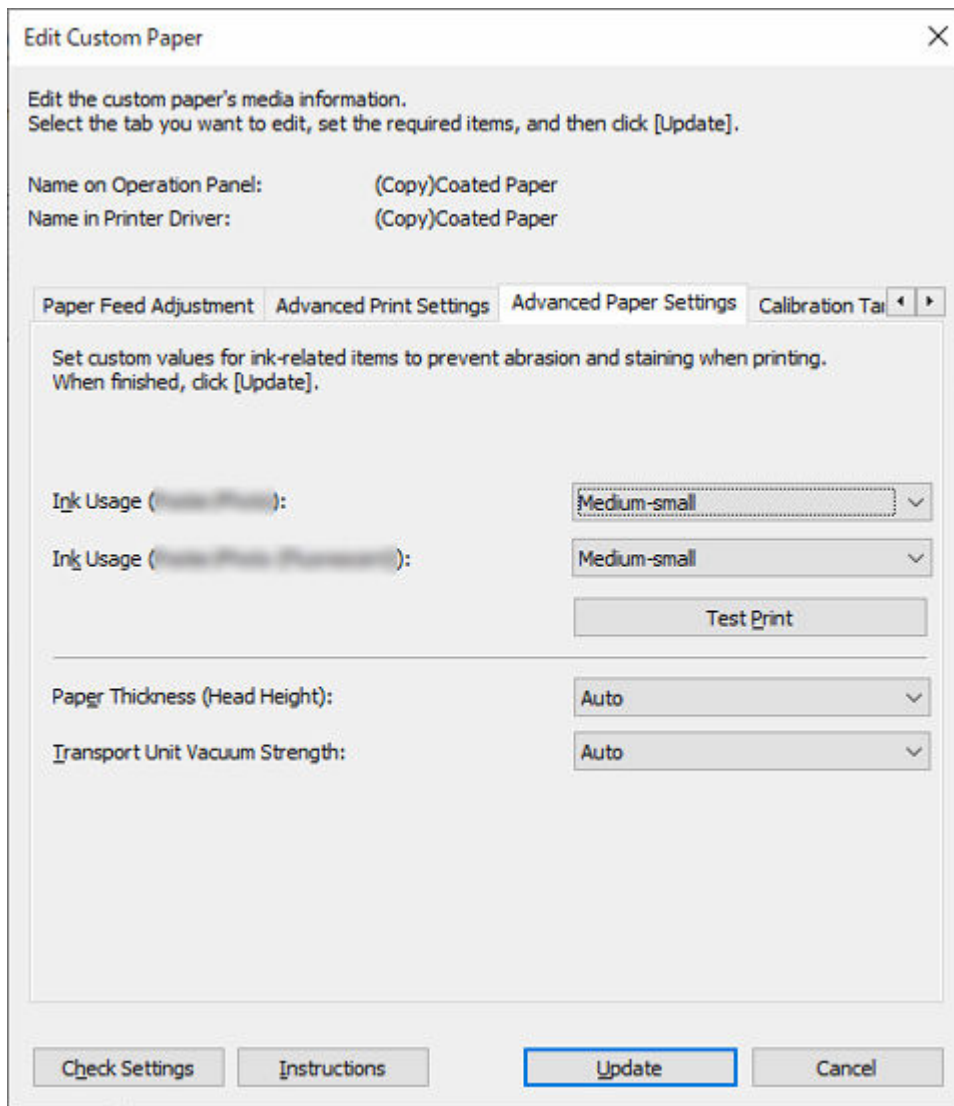 Edit Custom Paper
Edit the custom paper's media information.
Select the tab you want to edit, set the required items, and then click [Update].
Name on Operation Panel: (Copy)Coated Paper
Name in Printer Driver: (Copy)Coated Paper
Paper Feed Adjustment Advanced Print Settings Advanced Paper Settings Calibration Tar
Set custom values for ink-related items to prevent abrasion and staining when printing.
When finished, click [Update].
Ink Usage ( ): Medium-small
Ink Usage ( ): Medium-small
Test Print
Paper Thickness (Head Height): Auto
Transport Unit Vacuum Strength: Auto
Check Settings Instructions Update Cancel